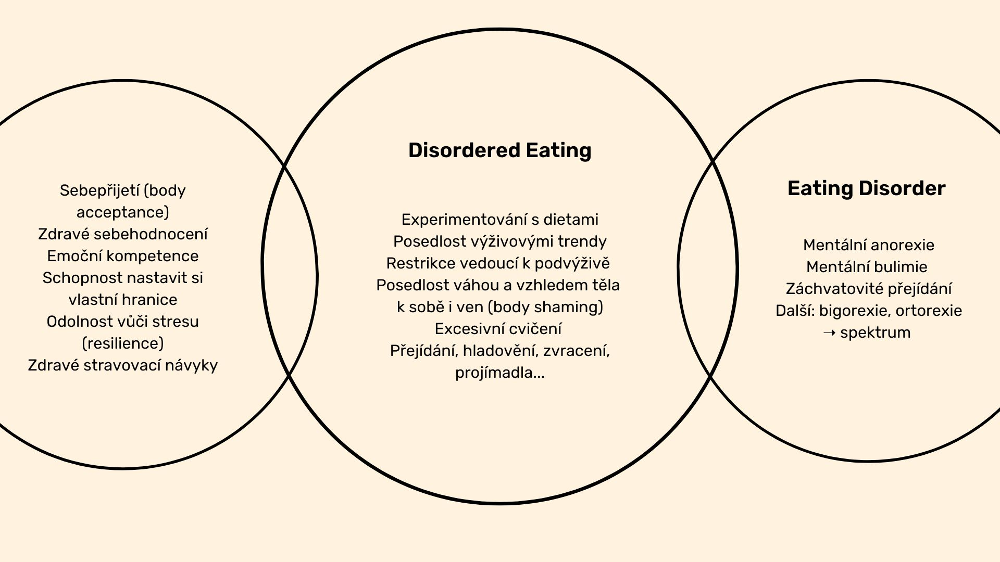 Sebepřijetí (body
acceptance)
Zdravé sebehodnocení
Emoční kompetence
Schopnost nastavit si
vlastní hranice
Odolnost vůči stresu
(resilience)
Zdravé stravovací návyky
Disordered Eating
Experimentování s dietami
Posedlost výživovými trendy
Restrikce vedoucí k podvýživě
Posedlost váhou a vzhledem těla
k sobě i ven (body shaming)
Excesivní cvičení
Přejídání, hladovění, zvracení,
projímadla...
Eating Disorder
Mentální anorexie
Mentální bulimie
Záchvatovité přejídání
Další: bigorexie, ortorexie
→ spektrum